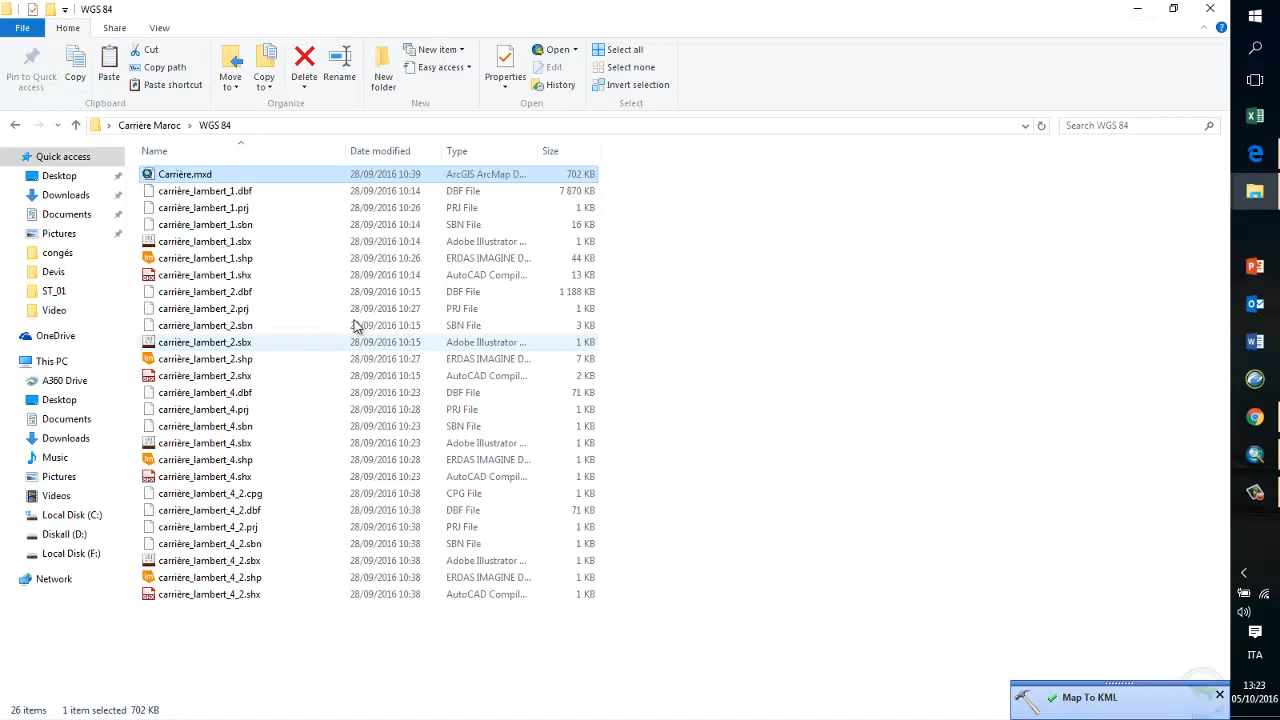 WGS 84
File Home Share View
Pin to Quick access
Copy
Paste
Cut
Copy path
Paste shortcut
Clipboard
Move to
Copy to
Delete
Rename
Organize
New folder
New item
Easy access
New
Properties
Open
Edit
History
Open
Select all
Select none
Invert selection
Select
Carrière Maroc WGS 84
Search WGS 84
Quick access
Desktop
Downloads
Documents
Pictures
congés
Devis
ST_01
Video
OneDrive
This PC
A360 Drive
Desktop
Documents
Downloads
Music
Pictures
Videos
Local Disk (C:)
Diskall (D:)
Local Disk (F:)
Network
Name Date modified Type Size
Carrière.mxd 28/09/2016 10:39 ArcGIS ArcMap D... 702 KB
carrière_lambert_1.dbf 28/09/2016 10:14 DBF File 7 870 KB
carrière_lambert_1.prj 28/09/2016 10:26 PRJ File 1 KB
carrière_lambert_1.sbn 28/09/2016 10:14 SBN File 16 KB
carrière_lambert_1.sbx 28/09/2016 10:14 Adobe Illustrator ... 1 KB
carrière_lambert_1.shp 28/09/2016 10:26 ERDAS IMAGINE D... 44 KB
carrière_lambert_1.shx 28/09/2016 10:14 AutoCAD Compil... 13 KB
carrière_lambert_2.dbf 28/09/2016 10:15 DBF File 1 188 KB
carrière_lambert_2.prj 28/09/2016 10:27 PRJ File 1 KB
carrière_lambert_2.sbn 28/09/2016 10:15 SBN File 3 KB
carrière_lambert_2.sbx 28/09/2016 10:15 Adobe Illustrator ... 1 KB
carrière_lambert_2.shp 28/09/2016 10:27 ERDAS IMAGINE D... 7 KB
carrière_lambert_2.shx 28/09/2016 10:15 AutoCAD Compil... 2 KB
carrière_lambert_4.dbf 28/09/2016 10:23 DBF File 71 KB
carrière_lambert_4.prj 28/09/2016 10:28 PRJ File 1 KB
carrière_lambert_4.sbn 28/09/2016 10:23 SBN File 1 KB
carrière_lambert_4.sbx 28/09/2016 10:23 Adobe Illustrator ... 1 KB
carrière_lambert_4.shp 28/09/2016 10:28 ERDAS IMAGINE D... 1 KB
carrière_lambert_4.shx 28/09/2016 10:23 AutoCAD Compil... 1 KB
carrière_lambert_4_2.cpg 28/09/2016 10:38 CPG File 1 KB
carrière_lambert_4_2.dbf 28/09/2016 10:38 DBF File 71 KB
carrière_lambert_4_2.prj 28/09/2016 10:38 PRJ File 1 KB
carrière_lambert_4_2.sbn 28/09/2016 10:38 SBN File 1 KB
carrière_lambert_4_2.sbx 28/09/2016 10:38 Adobe Illustrator ... 1 KB
carrière_lambert_4_2.shp 28/09/2016 10:38 ERDAS IMAGINE D... 1 KB
carrière_lambert_4_2.shx 28/09/2016 10:38 AutoCAD Compil... 1 KB
26 items 1 item selected 702 KB
Map To KML
ITA
13:23
05/10/2016